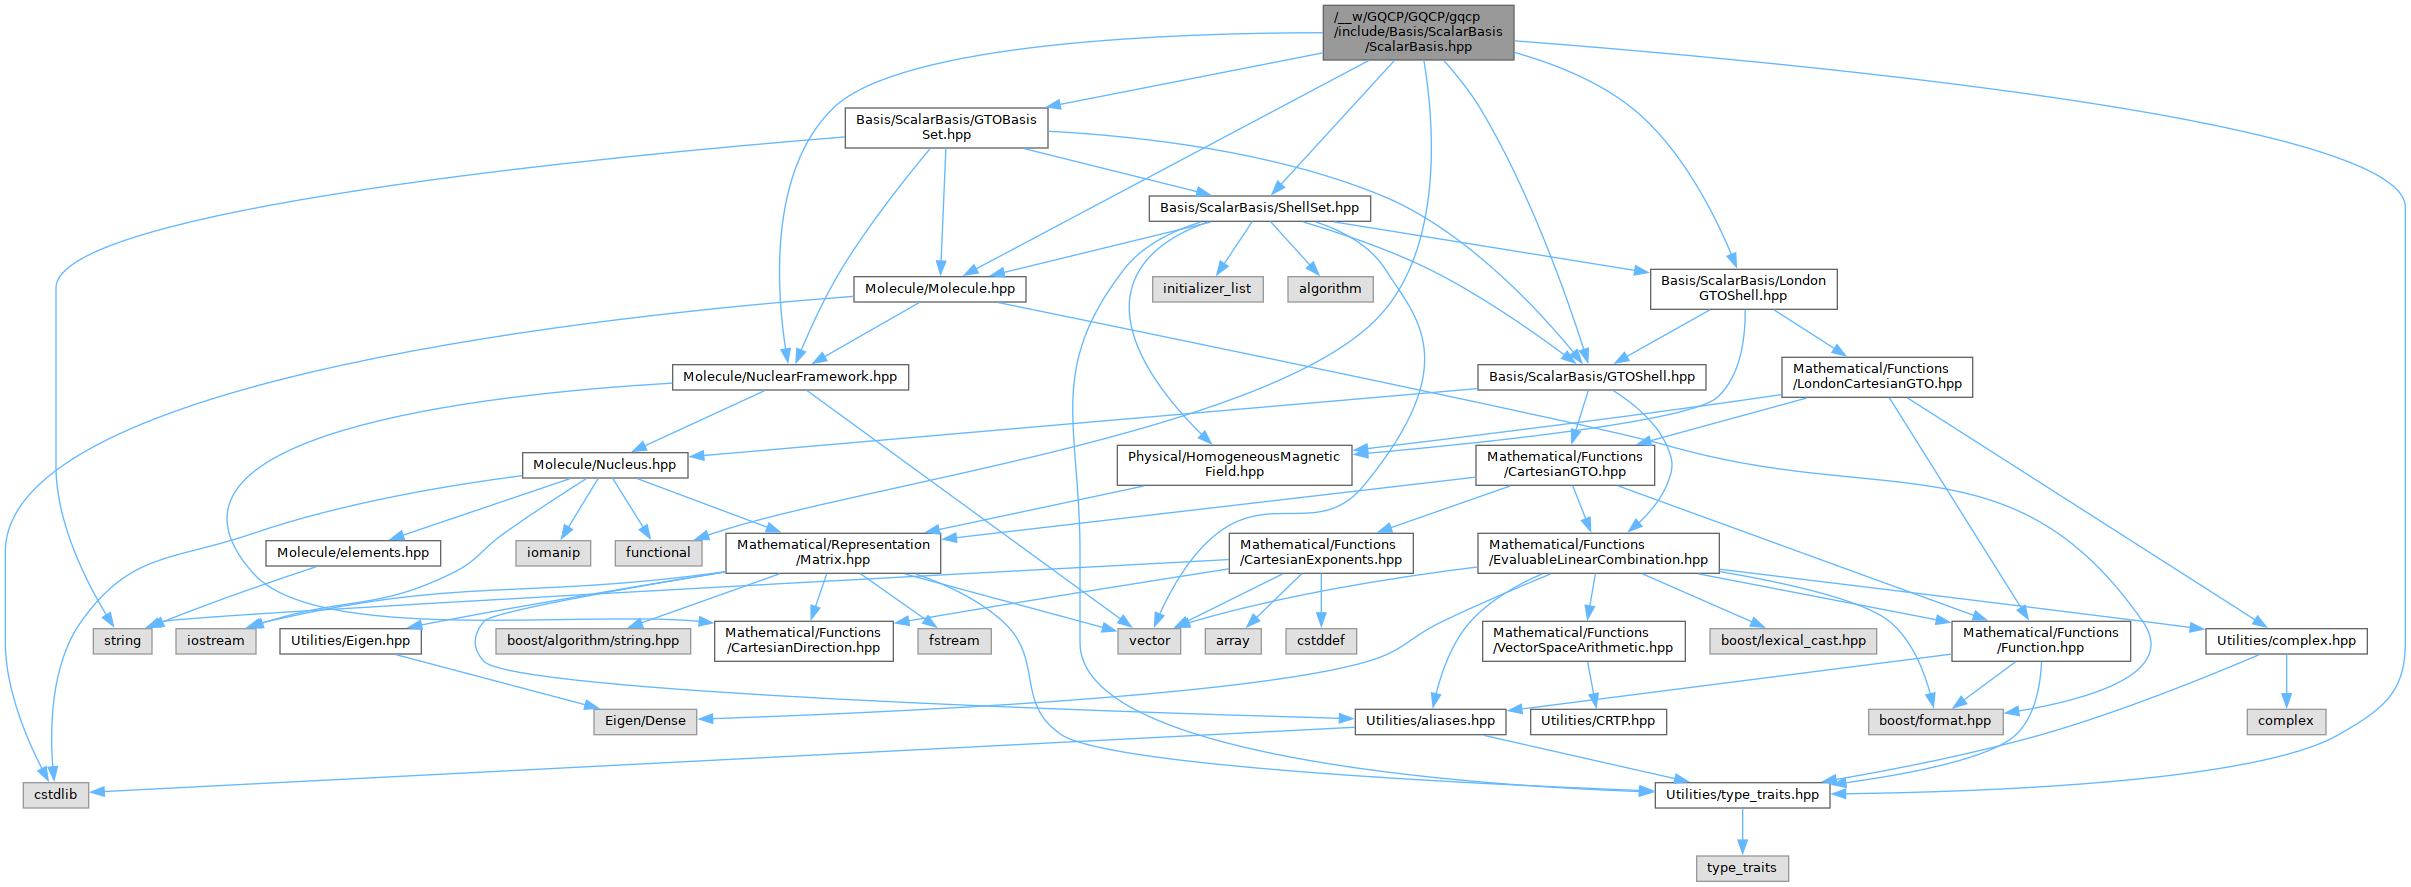 /__w/GQCP/GQCP/gqcp
/include/Basis/ScalarBasis
/ScalarBasis.hpp
Basis/ScalarBasis/GTOBasis
Set.hpp
Basis/ScalarBasis/ShellSet.hpp
Molecule/Molecule.hpp
initializer_list
algorithm
Basis/ScalarBasis/London
GTOShell.hpp
Molecule/NuclearFramework.hpp
Basis/ScalarBasis/GTOShell.hpp
Mathematical/Functions
/LondonCartesianGTO.hpp
Molecule/Nucleus.hpp
Physical/HomogeneousMagnetic
Field.hpp
Mathematical/Functions
/CartesianGTO.hpp
Molecule/elements.hpp
iomanip
functional
Mathematical/Representation
/Matrix.hpp
Mathematical/Functions
/CartesianExponents.hpp
Mathematical/Functions
/EvaluableLinearCombination.hpp
string
iostream
Utilities/Eigen.hpp
boost/algorithm/string.hpp
Mathematical/Functions
/CartesianDirection.hpp
fstream
vector
array
cstddef
Mathematical/Functions
/VectorSpaceArithmetic.hpp
boost/lexical_cast.hpp
Mathematical/Functions
/Function.hpp
Utilities/complex.hpp
Eigen/Dense
Utilities/aliases.hpp
Utilities/CRTP.hpp
boost/format.hpp
complex
cstdlib
Utilities/type_traits.hpp
type_traits